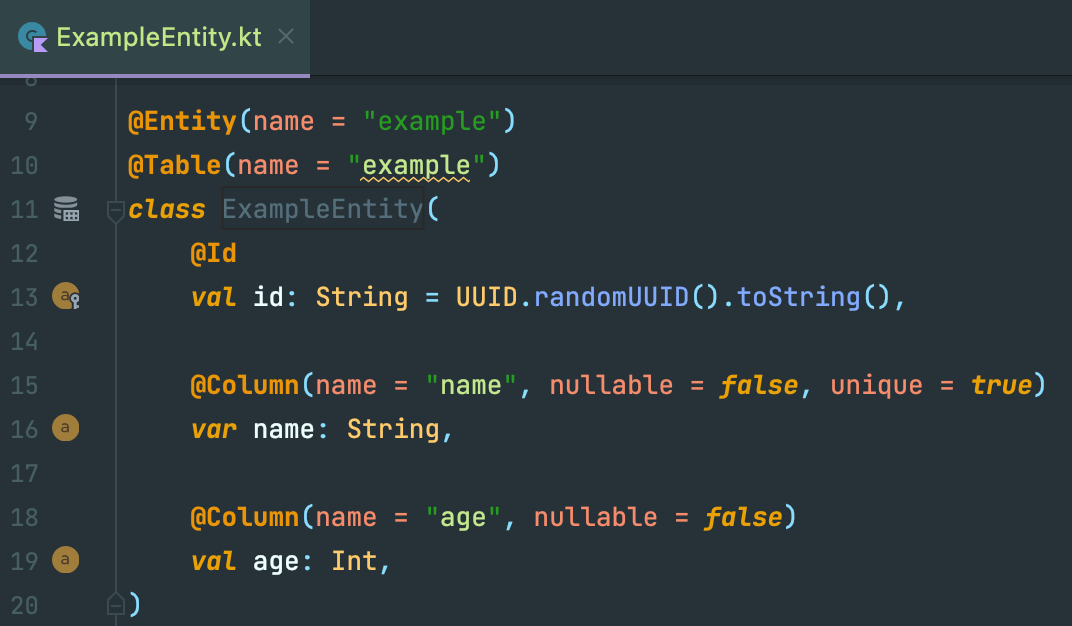 ExampleEntity.kt
8
9 @Entity(name = "example")
10 @Table(name = "example")
11 class ExampleEntity(
12 @Id
13 val id: String = UUID.randomUUID().toString(),
14
15 @Column(name = "name", nullable = false, unique = true)
16 var name: String,
17
18 @Column(name = "age", nullable = false)
19 val age: Int,
20 )